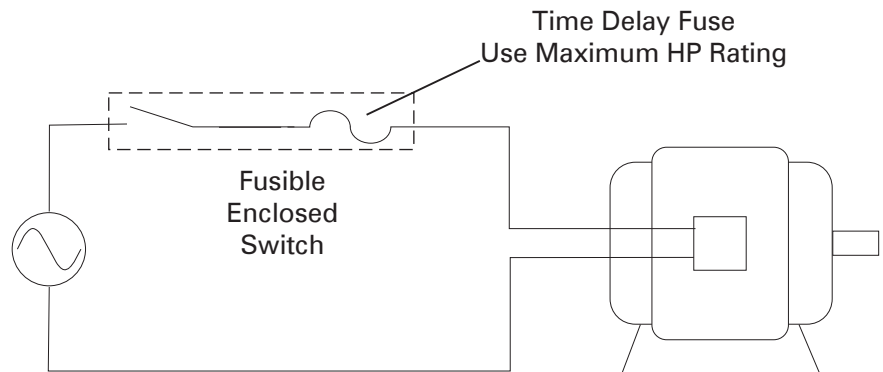 Time Delay Fuse
Use Maximum HP Rating
Fusible
Enclosed
Switch